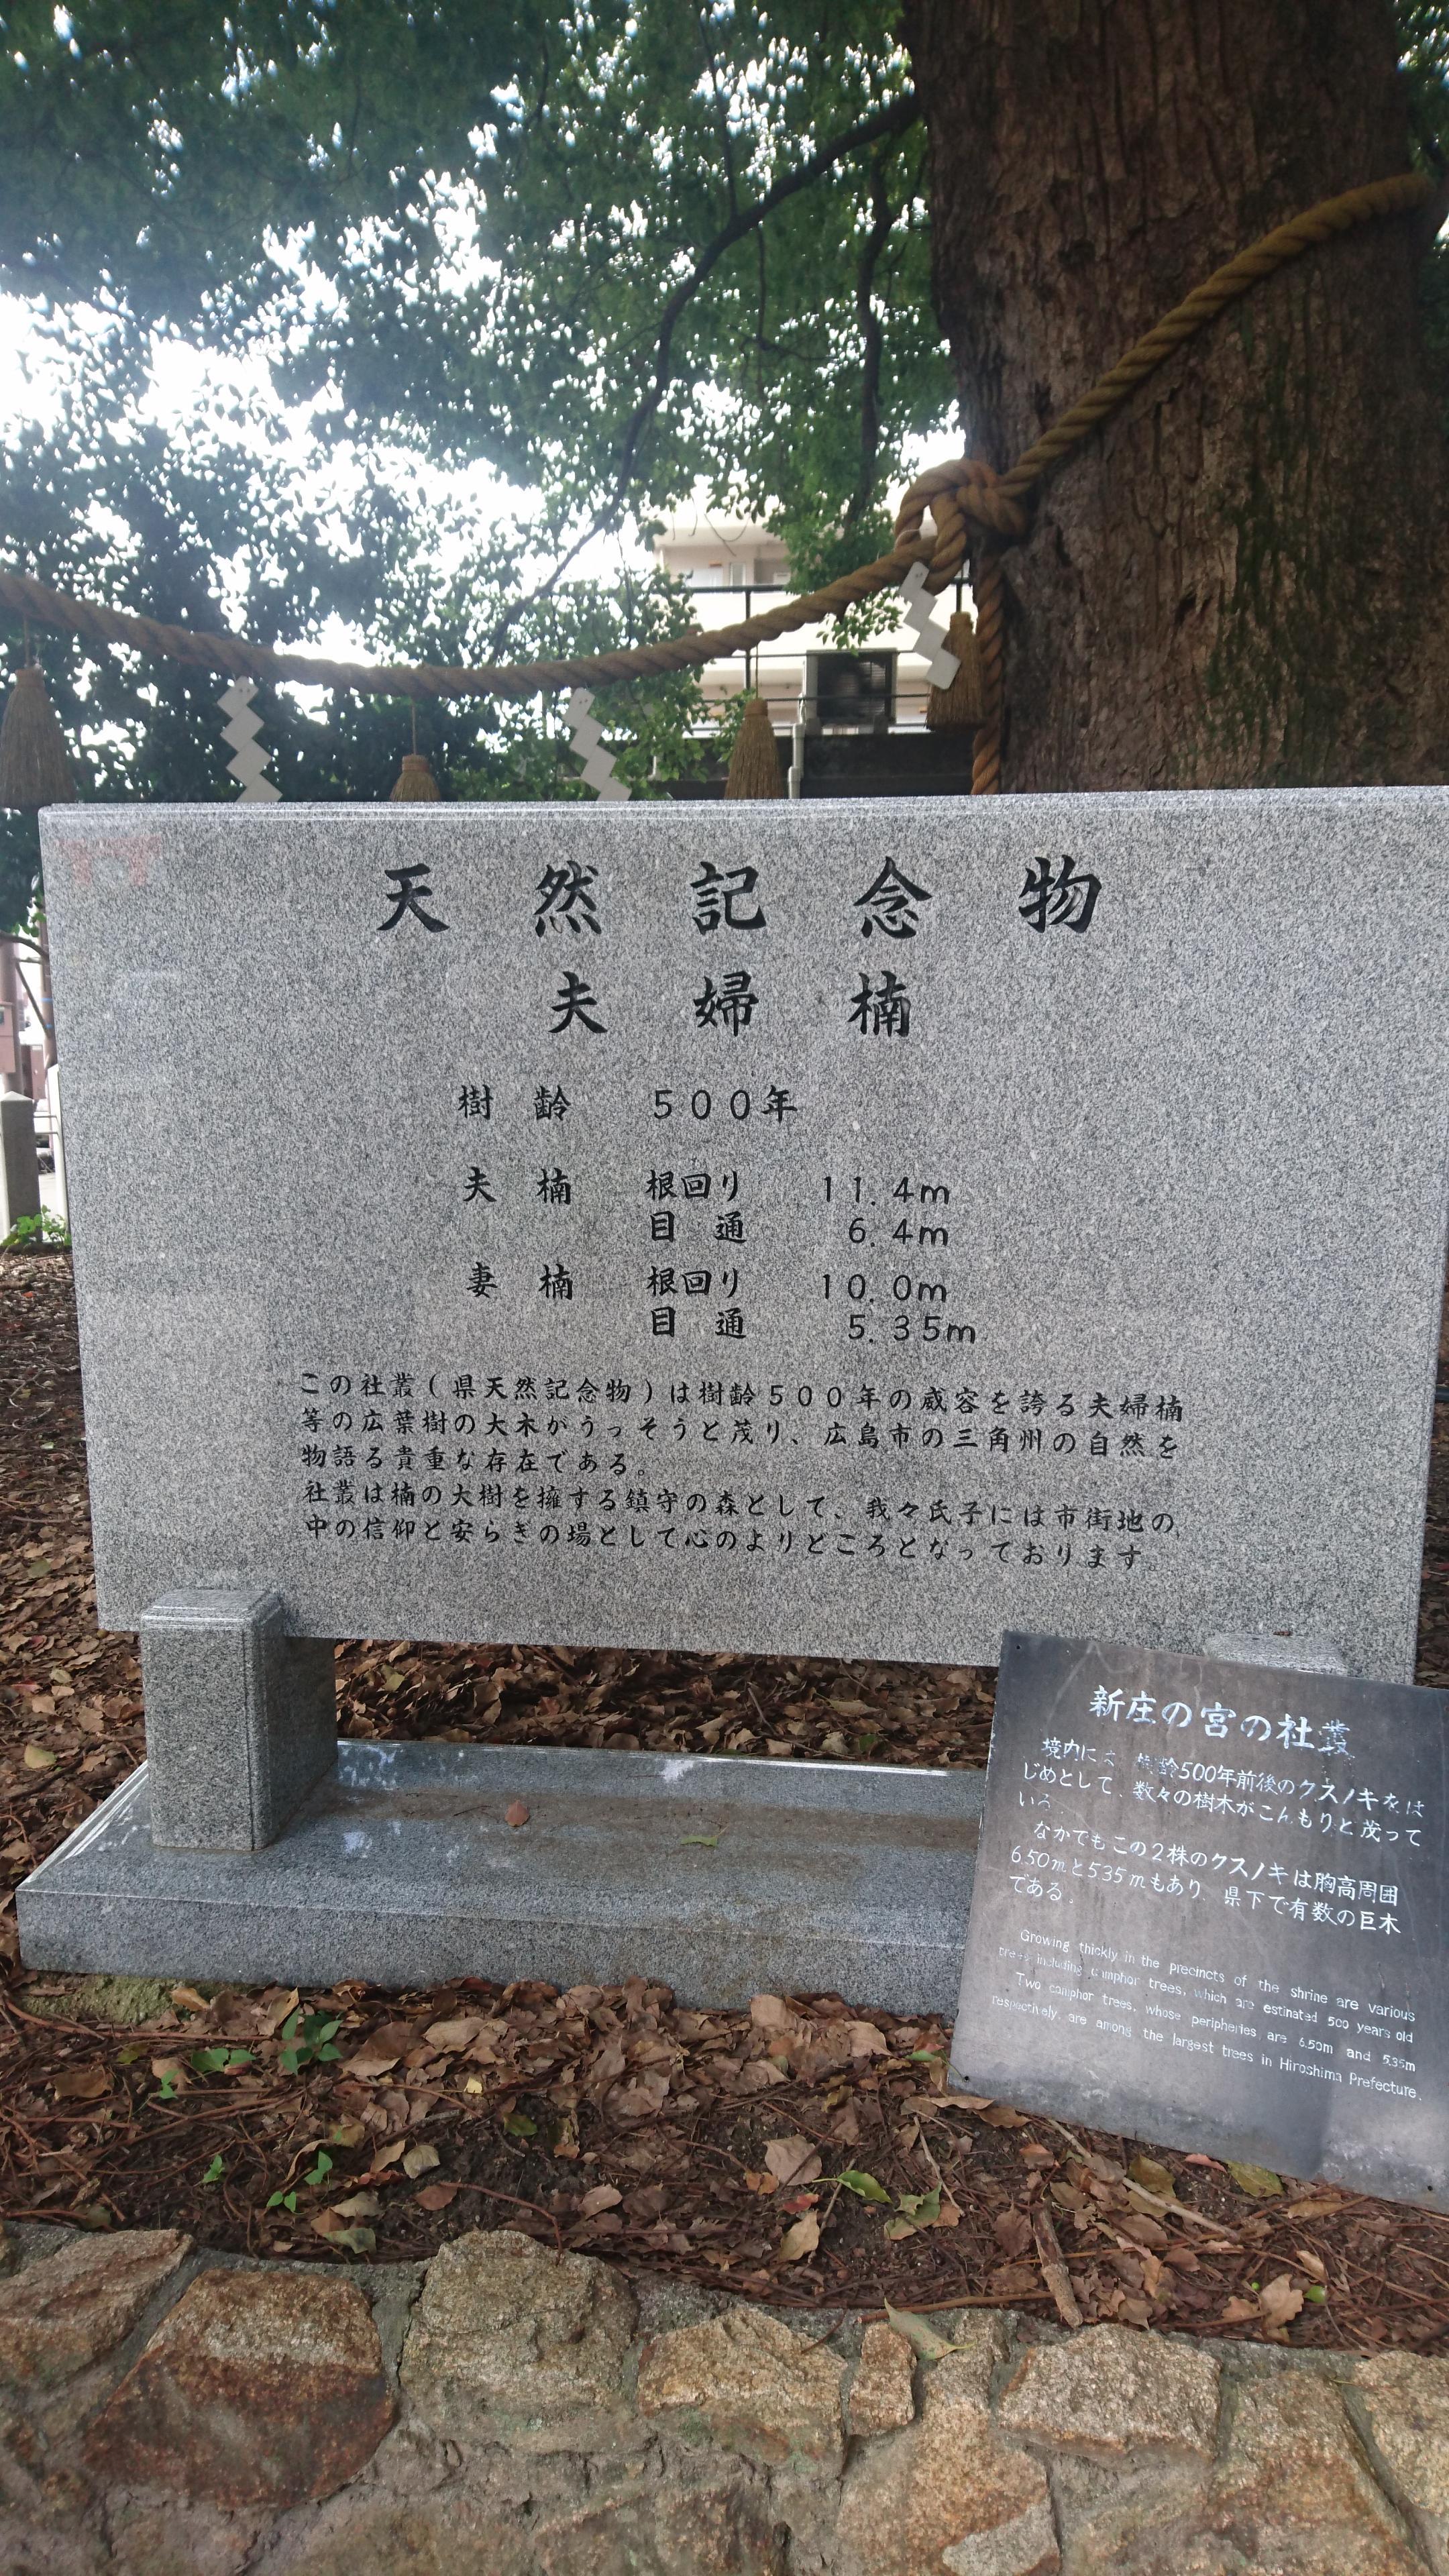 天然記念物
夫婦楠
樹齢 500年
夫楠 根回り 11.4m
目通 6.4m
妻楠 根回り 10.0m
目通 5.35m
この社叢(県天然記念物)は樹齢500年の威容を誇る夫婦楠
等の広葉樹の大木がうっそうと茂り、広島市の三角州の自然を
物語る貴重な存在である。
社叢は楠の大樹を擁する鎮守の森として、我々氏子には市街地の
中の信仰と安らぎの場として心のよりどころとなっております。
新庄の宮の社叢
境内には 樹齢500年前後のクスノキをは
じめとして、数々の樹木がこんもりと茂って
いる.
なかでもこの2株のクスノキは胸高周囲
6.50mと5.35mもあり 県下で有数の巨木
である.
Growing thickly in the precincts of the shrine are various
trees including camphor trees, which are estinated 500 years old
Two camphor trees, whose peripheries are 6.50m and 5.35m
respectively, are among the largest trees in Hiroshima Prefecture.